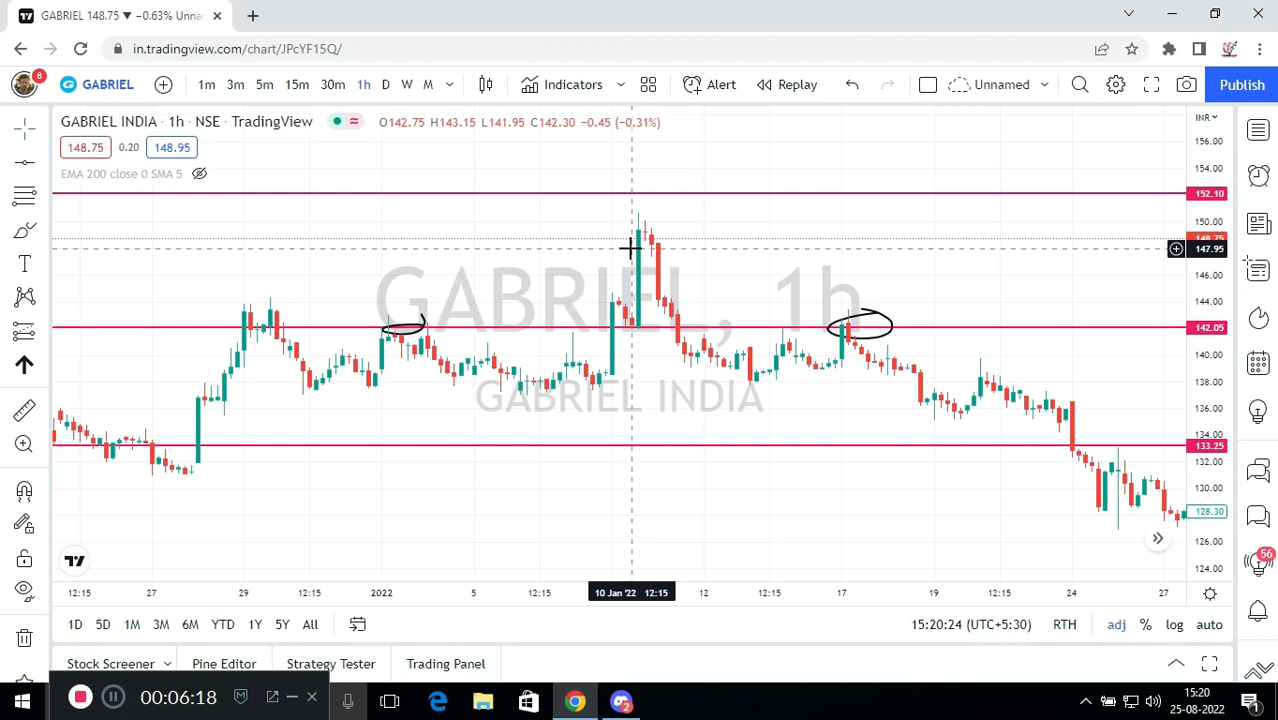 GABRIEL 148.75 ▼ −0.63% Unna
in.tradingview.com/chart/JPcYF15Q/
8 GABRIEL 1m 3m 5m 15m 30m 1h D W M Indicators Alert Replay Unnamed Publish
GABRIEL INDIA · 1h · NSE · TradingView O142.75 H143.15 L141.95 C142.30 −0.45 (−0.31%)
INR
148.75 0.20 148.95
EMA 200 close 0 SMA 5
GABRIEL, 1h
GABRIEL INDIA
156.00
154.00
152.10
150.00
148.75
147.95
146.00
144.00
142.05
140.00
138.00
136.00
134.00
133.25
132.00
130.00
128.30
126.00
124.00
12:15 27 29 12:15 2022 5 12:15 10 Jan '22 12:15 12 12:15 17 19 12:15 24 27
1D 5D 1M 3M 6M YTD 1Y 5Y All 15:20:24 (UTC+5:30) RTH adj % log auto
56
Stock Screener Pine Editor Strategy Tester Trading Panel
00:06:18
2
15:20
25-08-2022
1